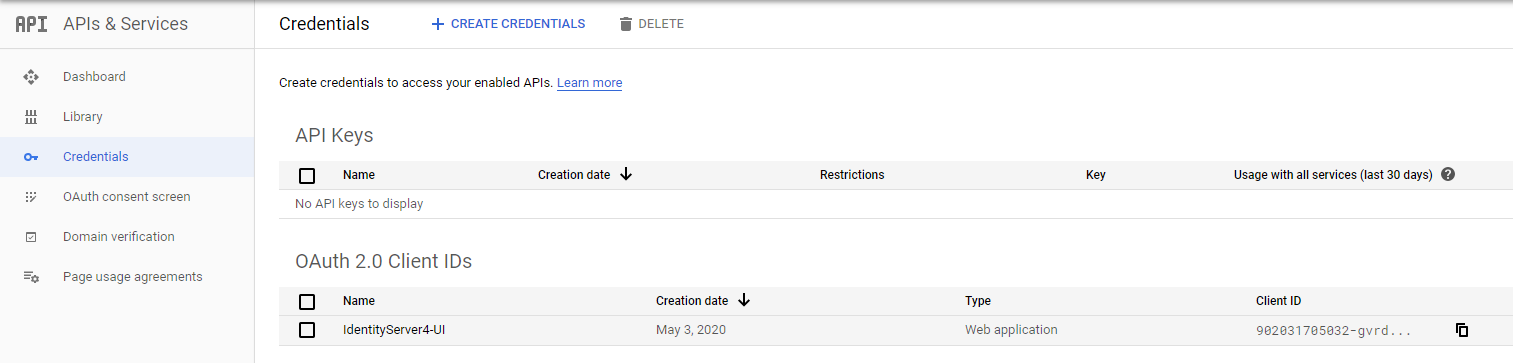 API APIs & Services
Credentials
CREATE CREDENTIALS
DELETE
Dashboard
Library
Credentials
OAuth consent screen
Domain verification
Page usage agreements
Create credentials to access your enabled APIs. Learn more
API Keys
Name Creation date Restrictions Key Usage with all services (last 30 days)
No API keys to display
OAuth 2.0 Client IDs
Name Creation date Type Client ID
IdentityServer4-UI May 3, 2020 Web application 902031705032-gvrd...